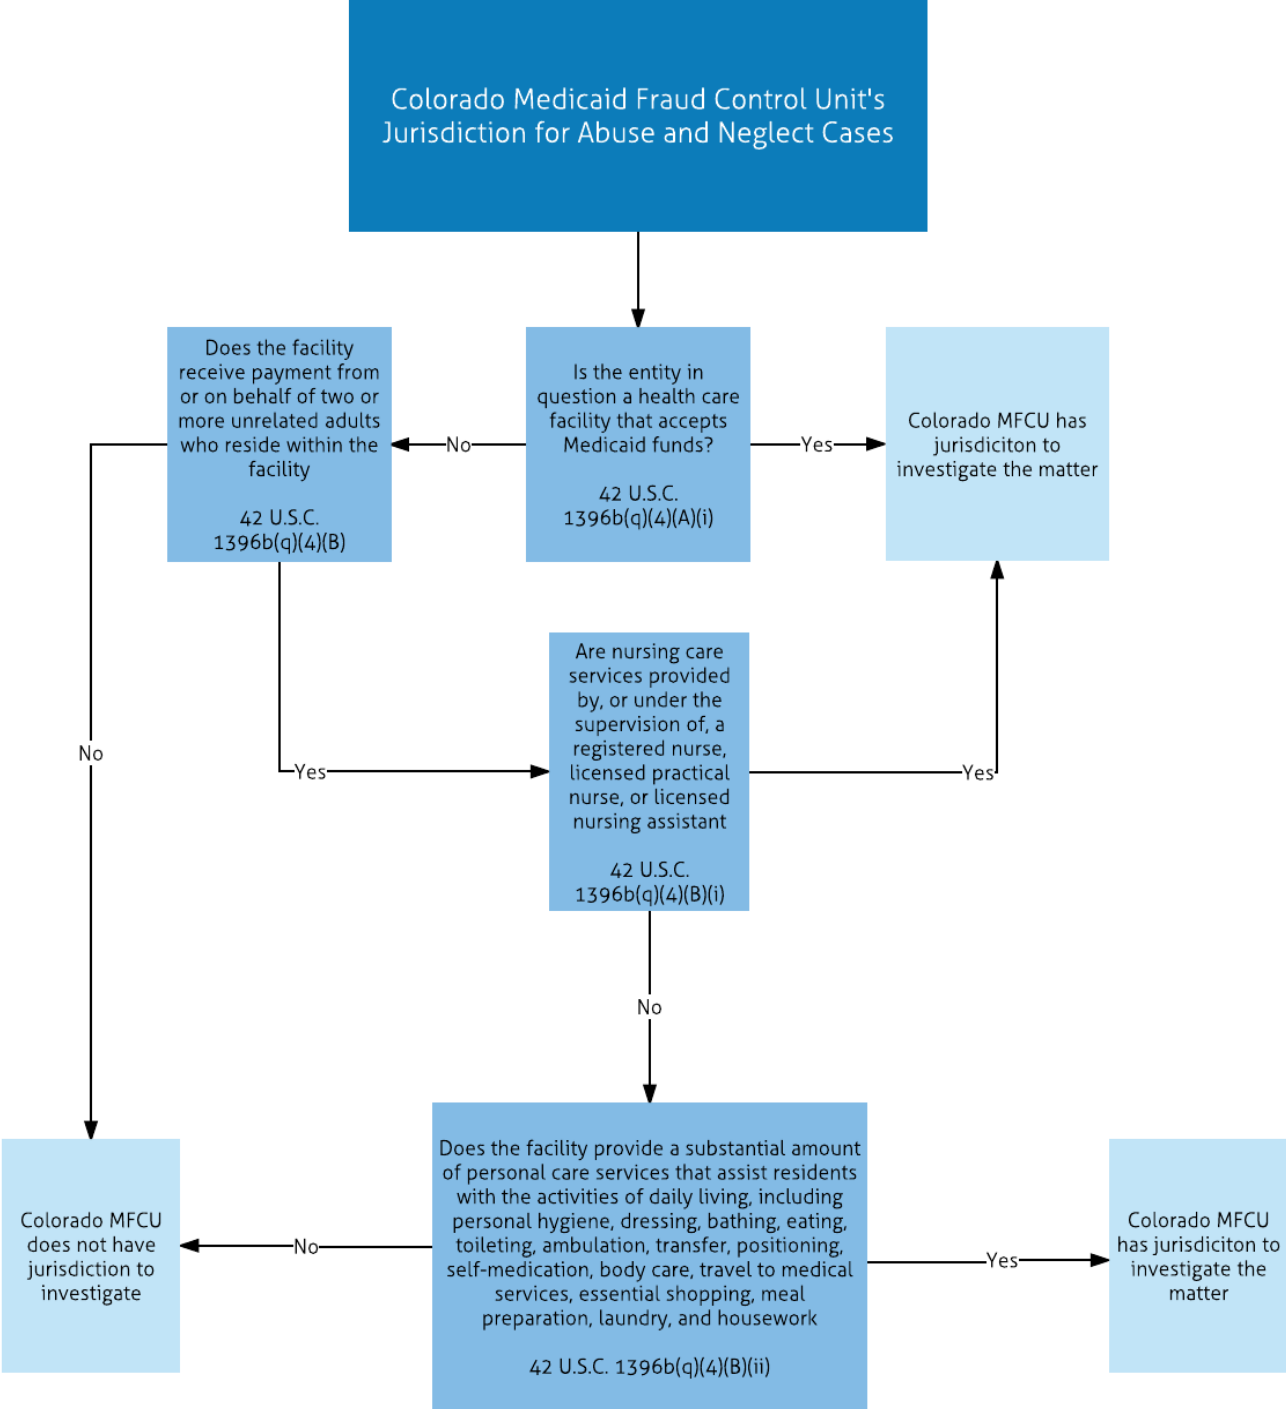 Colorado Medicaid Fraud Control Unit's
Jurisdiction for Abuse and Neglect Cases
Does the facility
receive payment from
or on behalf of two or
more unrelated adults
who reside within the
facility
42 U.S.C.
1396b(q)(4)(B)
No
Is the entity in
question a health care
facility that accepts
Medicaid funds?
42 U.S.C.
1396b(q)(4)(A)(i)
Yes
Colorado MFCU has
jurisdiciton to
investigate the matter
No
Yes
Are nursing care
services provided
by, or under the
supervision of, a
registered nurse,
licensed practical
nurse, or licensed
nursing assistant
42 U.S.C.
1396b(q)(4)(B)(i)
Yes
No
Colorado MFCU
does not have
jurisdiction to
investigate
No
Does the facility provide a substantial amount
of personal care services that assist residents
with the activities of daily living, including
personal hygiene, dressing, bathing, eating,
toileting, ambulation, transfer, positioning,
self-medication, body care, travel to medical
services, essential shopping, meal
preparation, laundry, and housework
42 U.S.C. 1396b(q)(4)(B)(ii)
Yes
Colorado MFCU
has jurisdiciton to
investigate the
matter